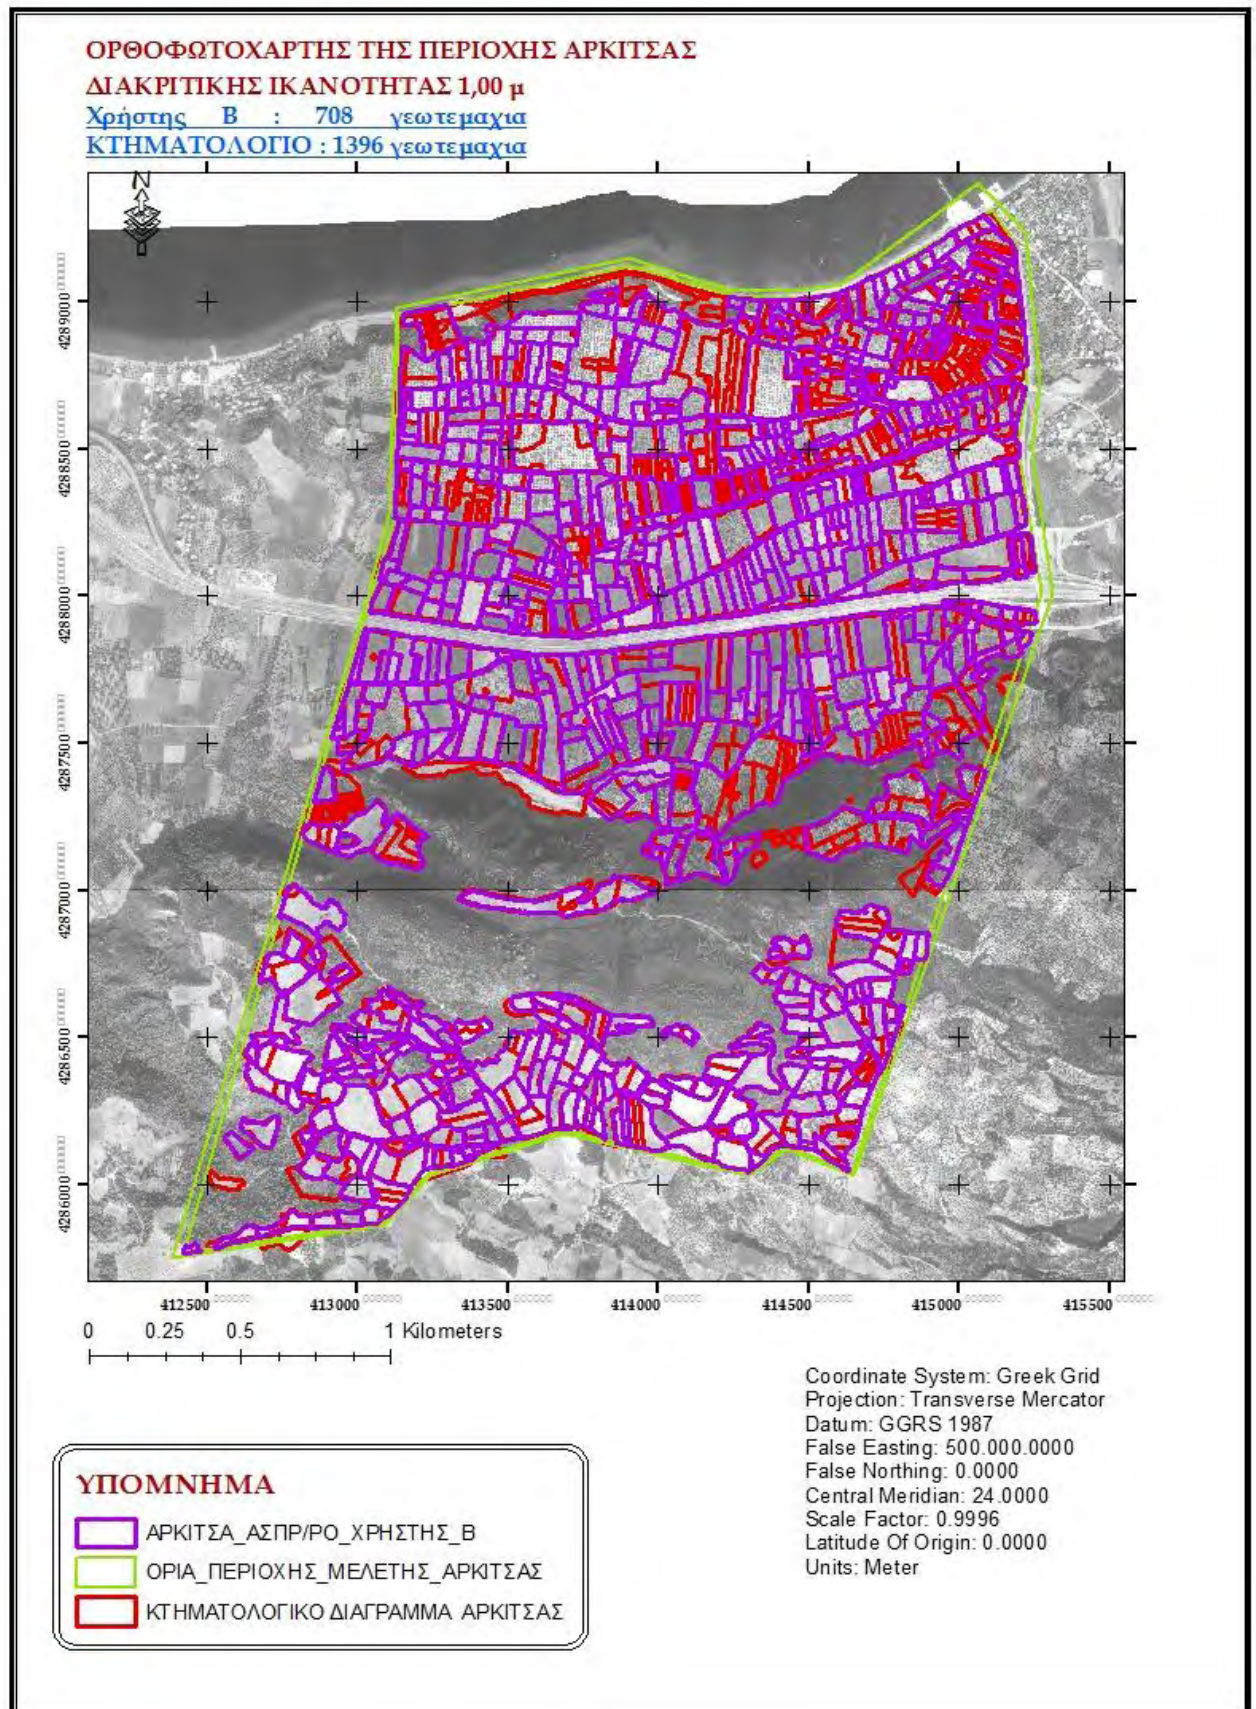 ΟΡΘΟΦΩΤΟΧΑΡΤΗΣ ΤΗΣ ΠΕΡΙΟΧΗΣ ΑΡΚΙΤΣΑΣ
ΔΙΑΚΡΙΤΙΚΗΣ ΙΚΑΝΟΤΗΤΑΣ 1,00 μ
Χρήστης Β : 708 γεωτεμαχια
ΚΤΗΜΑΤΟΛΟΓΙΟ : 1396 γεωτεμαχια
N
4289000
4288500
4288000
4287500
4287000
4286500
4286000
412500 413000 413500 414000 414500 415000 415500
0 0.25 0.5 1 Kilometers
Coordinate System: Greek Grid
Projection: Transverse Mercator
Datum: GGRS 1987
False Easting: 500.000.0000
False Northing: 0.0000
Central Meridian: 24.0000
Scale Factor: 0.9996
Latitude Of Origin: 0.0000
Units: Meter
ΥΠΟΜΝΗΜΑ
ΑΡΚΙΤΣΑ_ΑΣΠΡ/ΡΟ_ΧΡΗΣΤΗΣ_Β
ΟΡΙΑ_ΠΕΡΙΟΧΗΣ_ΜΕΛΕΤΗΣ_ΑΡΚΙΤΣΑΣ
ΚΤΗΜΑΤΟΛΟΓΙΚΟ ΔΙΑΓΡΑΜΜΑ ΑΡΚΙΤΣΑΣ